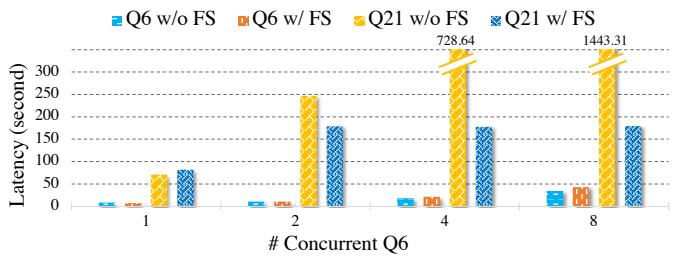 Q6 w/o FS Q6 w/ FS Q21 w/o FS Q21 w/ FS
728.64 1443.31
300
250
200
150
100
50
0
Latency (second)
1 2 4 8
# Concurrent Q6